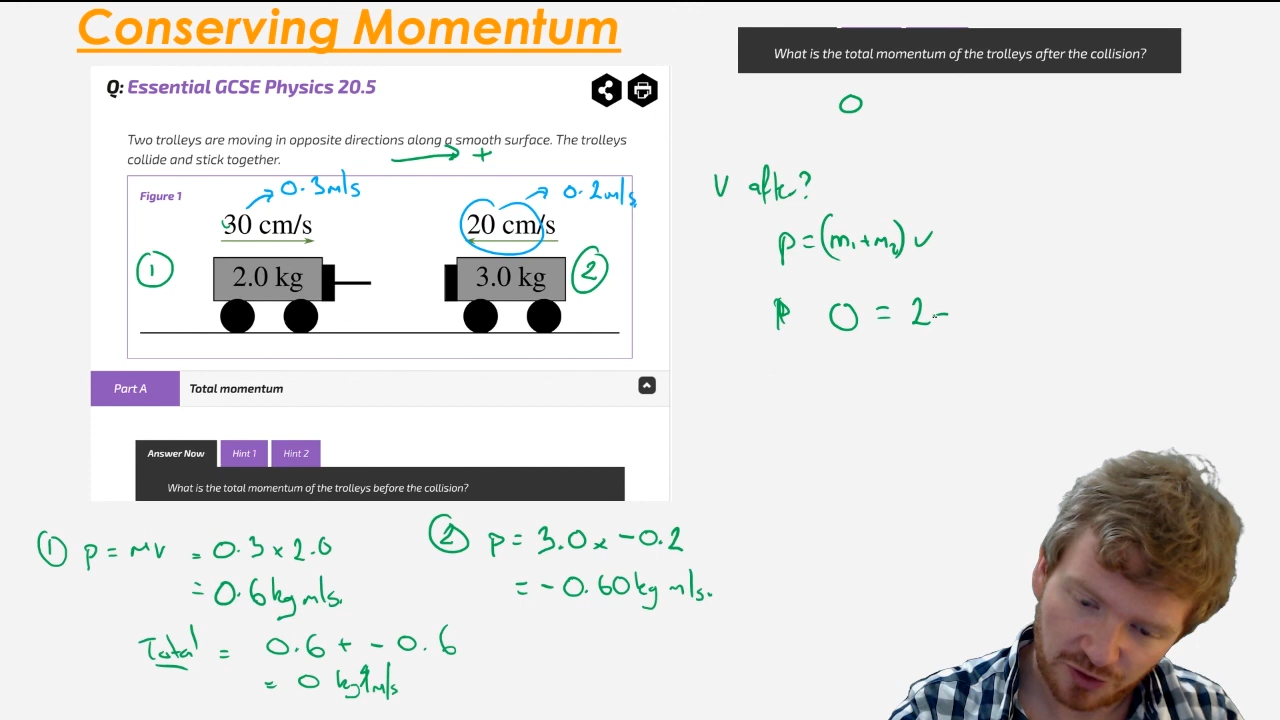 Conserving Momentum
Q: Essential GCSE Physics 20.5
Two trolleys are moving in opposite directions along a smooth surface. The trolleys
collide and stick together.
→ +
Figure 1
0.3m/s
0.2m/s
30 cm/s
20 cm/s
①
2.0 kg
3.0 kg
②
Part A
Total momentum
Answer Now
Hint 1
Hint 2
What is the total momentum of the trolleys before the collision?
① p = mv = 0.3 x 2.0
= 0.6 kg m/s.
② p = 3.0 x -0.2
= -0.60 kg m/s.
Total = 0.6 + -0.6
= 0 kg m/s
What is the total momentum of the trolleys after the collision?
0
p = (m₁+m₂) v
0 = 2